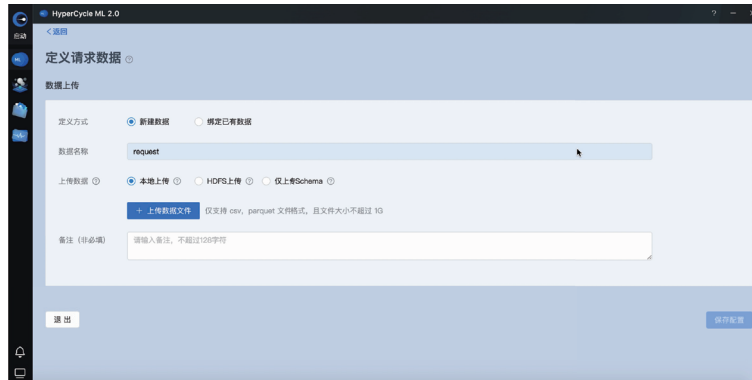 HyperCycle ML 2.0
启动
返回
ML
定义请求数据
数据上传
定义方式 新建数据 绑定已有数据
数据名称 request
上传数据 本地上传 HDFS上传 仅上传Schema
+ 上传数据文件 仅支持 csv，parquet 文件格式，且文件大小不超过 1G
备注（非必填） 请输入备注，不超过128字符
退出 保存配置